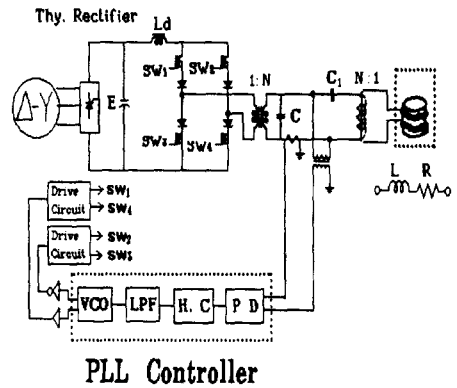 Thy. Rectifier
Ld
SW₁
SW₂
1:N
C₁
N:1
Δ-Y
E
C
SW₃
SW₄
L
R
Drive
Circuit
SW₁
SW₄
Drive
Circuit
SW₂
SW₃
VCO
LPF
H. C
P D
PLL Controller